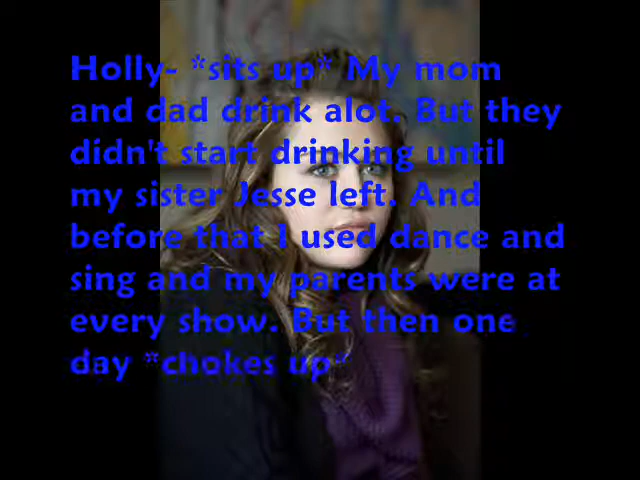 Holly- *sits up* My mom
and dad drink alot. But they
didn't start drinking until
my sister Jesse left. And
before that I used dance and
sing and my parents were at
every show. But then one
day *chokes up*